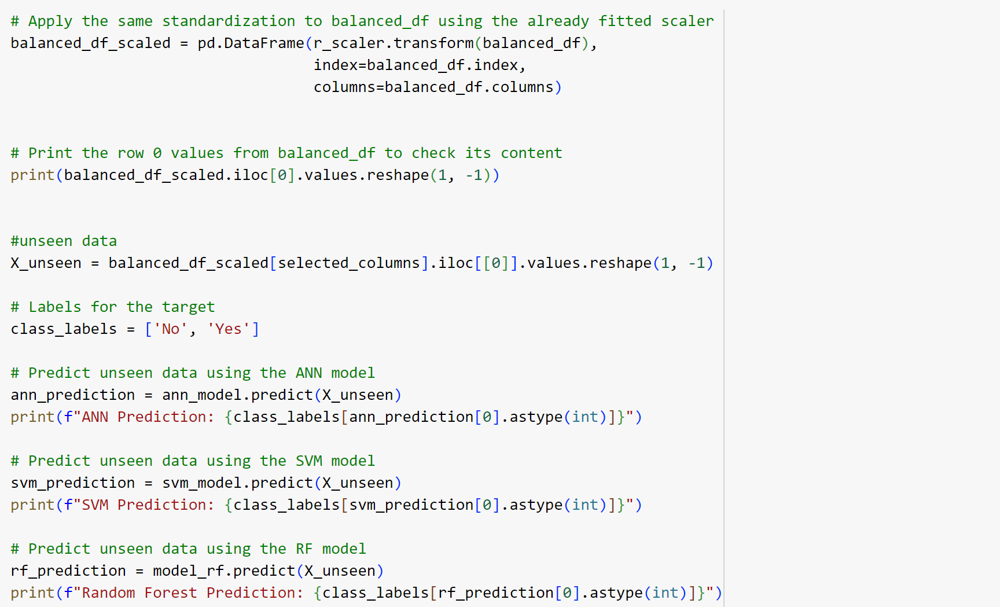 # Apply the same standardization to balanced_df using the already fitted scaler
balanced_df_scaled = pd.DataFrame(r_scaler.transform(balanced_df),
                                  index=balanced_df.index,
                                  columns=balanced_df.columns)
# Print the row 0 values from balanced_df to check its content
print(balanced_df_scaled.iloc[0].values.reshape(1, -1))
#unseen data
X_unseen = balanced_df_scaled[selected_columns].iloc[[0]].values.reshape(1, -1)
# Labels for the target
class_labels = ['No', 'Yes']
# Predict unseen data using the ANN model
ann_prediction = ann_model.predict(X_unseen)
print(f"ANN Prediction: {class_labels[ann_prediction[0].astype(int)]}")
# Predict unseen data using the SVM model
svm_prediction = svm_model.predict(X_unseen)
print(f"SVM Prediction: {class_labels[svm_prediction[0].astype(int)]}")
# Predict unseen data using the RF model
rf_prediction = model_rf.predict(X_unseen)
print(f"Random Forest Prediction: {class_labels[rf_prediction[0].astype(int)]}")